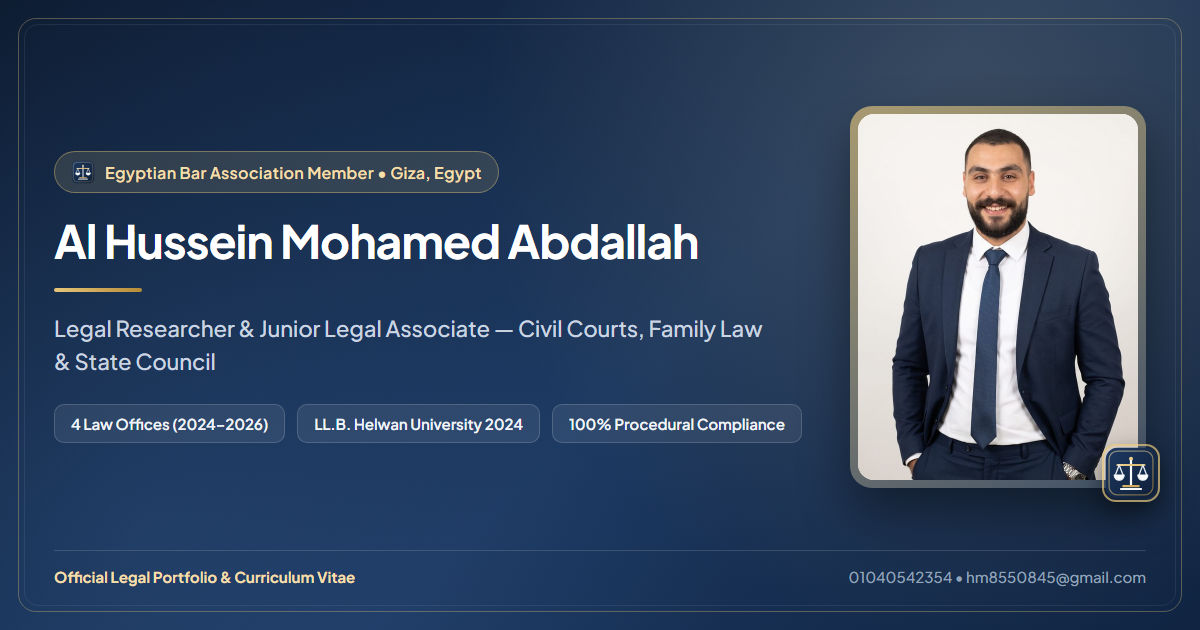 Egyptian Bar Association Member • Giza, Egypt
Al Hussein Mohamed Abdallah
Legal Researcher & Junior Legal Associate — Civil Courts, Family Law
& State Council
4 Law Offices (2024–2026)
LL.B. Helwan University 2024
100% Procedural Compliance
Official Legal Portfolio & Curriculum Vitae
01040542354 • hm8550845@gmail.com